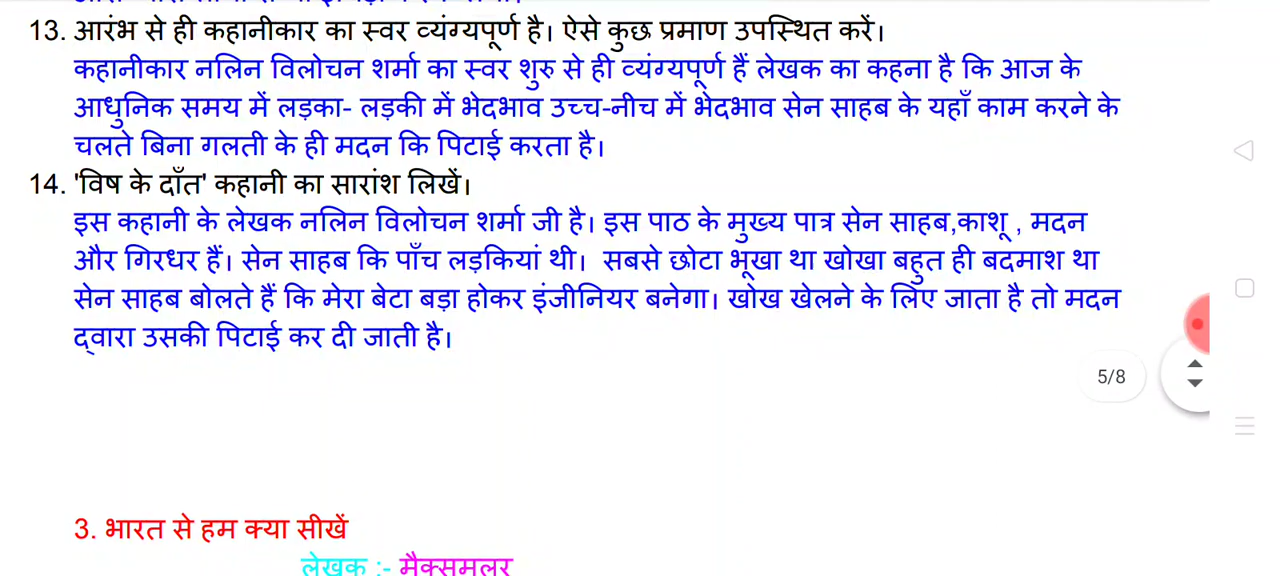 13. आरंभ से ही कहानीकार का स्वर व्यंग्यपूर्ण है। ऐसे कुछ प्रमाण उपस्थित करें।
कहानीकार नलिन विलोचन शर्मा का स्वर शुरु से ही व्यंग्यपूर्ण हैं लेखक का कहना है कि आज के
आधुनिक समय में लड़का- लड़की में भेदभाव उच्च-नीच में भेदभाव सेन साहब के यहाँ काम करने के
चलते बिना गलती के ही मदन कि पिटाई करता है।
14. 'विष के दाँत' कहानी का सारांश लिखें।
इस कहानी के लेखक नलिन विलोचन शर्मा जी है। इस पाठ के मुख्य पात्र सेन साहब,काशू , मदन
और गिरधर हैं। सेन साहब कि पाँच लड़कियां थी। सबसे छोटा भूखा था खोखा बहुत ही बदमाश था
सेन साहब बोलते हैं कि मेरा बेटा बड़ा होकर इंजीनियर बनेगा। खोख खेलने के लिए जाता है तो मदन
द्वारा उसकी पिटाई कर दी जाती है।
5/8
3. भारत से हम क्या सीखें
लेखक :- मैक्समूलर